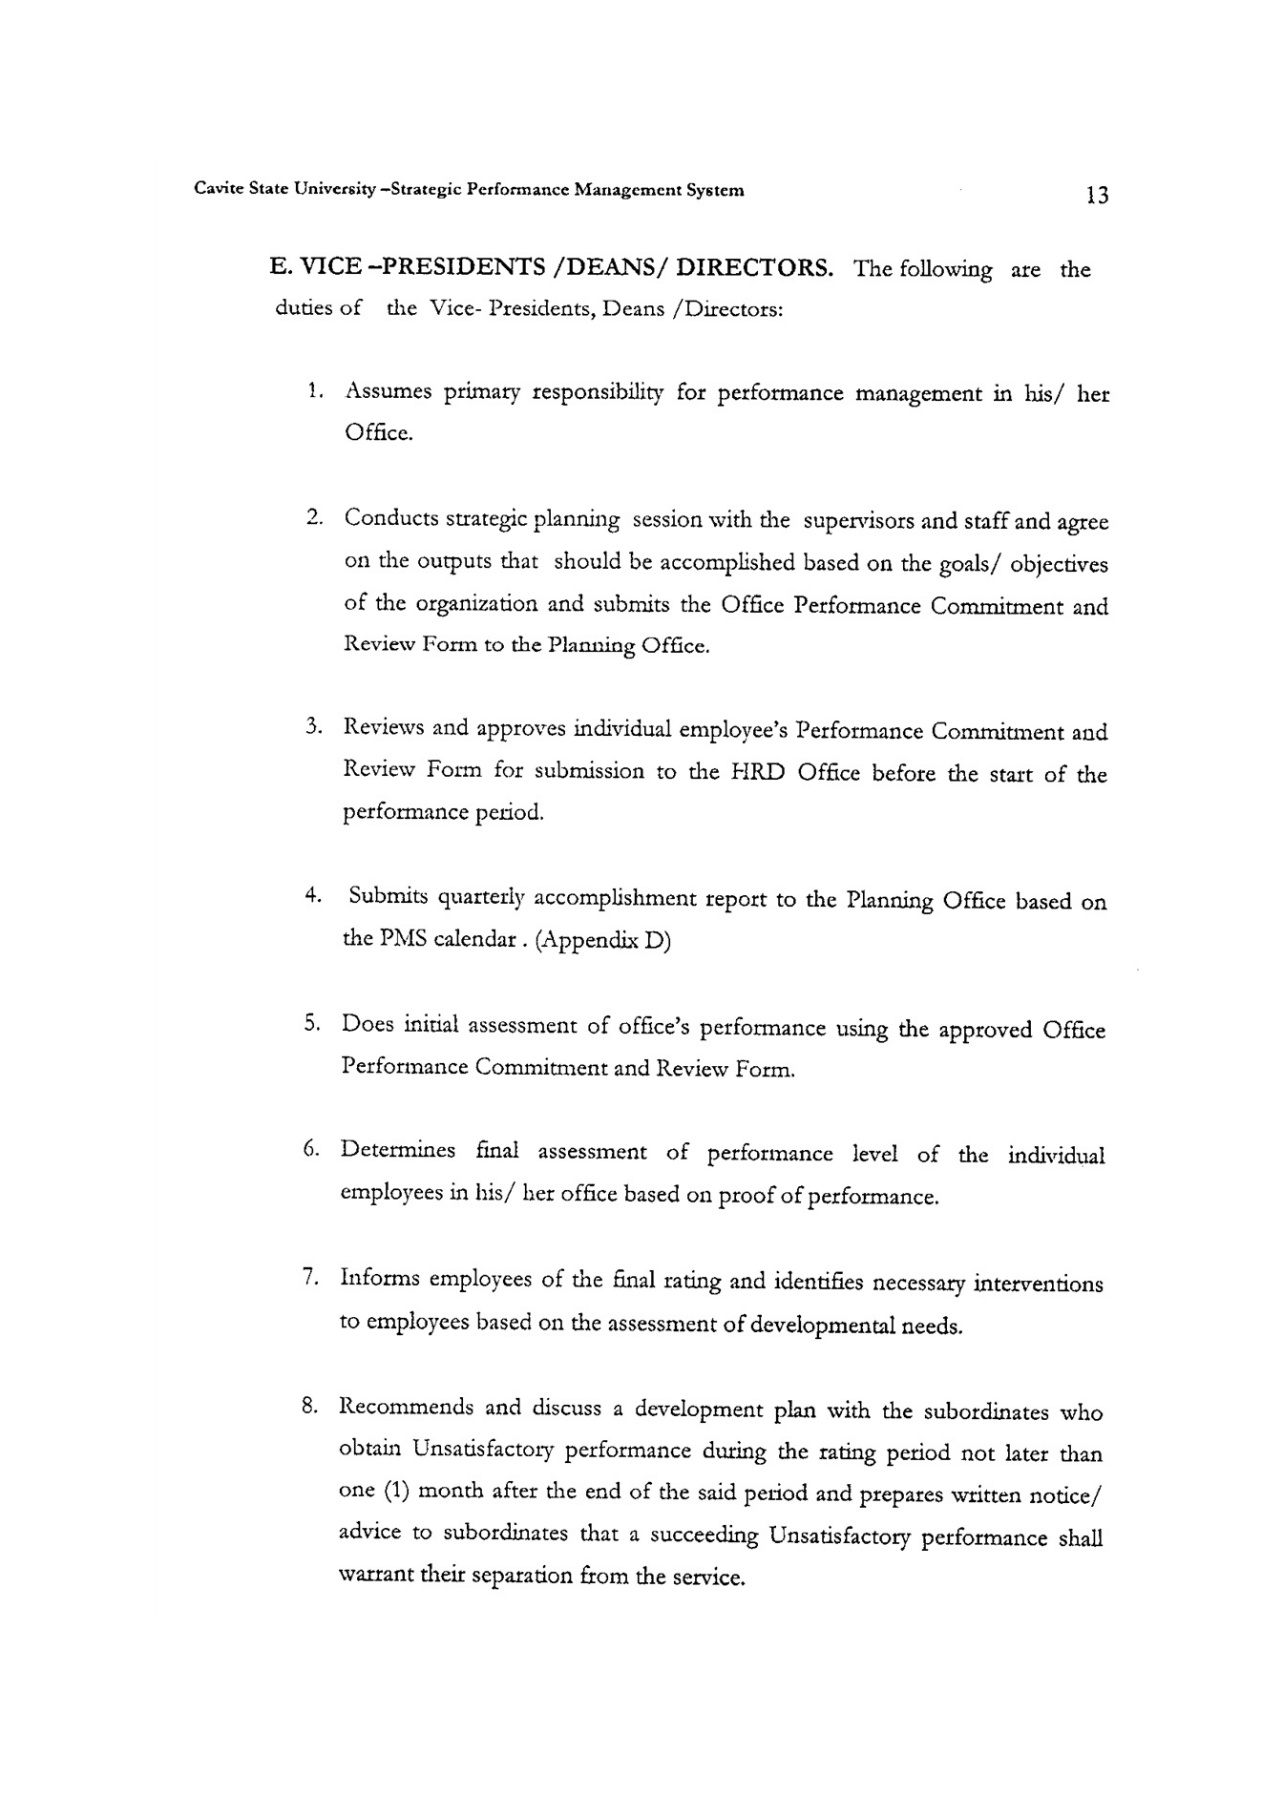 Cavite State University –Strategic Performance Management System 13
E. VICE –PRESIDENTS /DEANS/ DIRECTORS. The following are the
duties of the Vice- Presidents, Deans /Directors:
1. Assumes primary responsibility for performance management in his/ her
Office.
2. Conducts strategic planning session with the supervisors and staff and agree
on the outputs that should be accomplished based on the goals/ objectives
of the organization and submits the Office Performance Commitment and
Review Form to the Planning Office.
3. Reviews and approves individual employee's Performance Commitment and
Review Form for submission to the HRD Office before the start of the
performance period.
4. Submits quarterly accomplishment report to the Planning Office based on
the PMS calendar . (Appendix D)
5. Does initial assessment of office's performance using the approved Office
Performance Commitment and Review Form.
6. Determines final assessment of performance level of the individual
employees in his/ her office based on proof of performance.
7. Informs employees of the final rating and identifies necessary interventions
to employees based on the assessment of developmental needs.
8. Recommends and discuss a development plan with the subordinates who
obtain Unsatisfactory performance during the rating period not later than
one (1) month after the end of the said period and prepares written notice/
advice to subordinates that a succeeding Unsatisfactory performance shall
warrant their separation from the service.